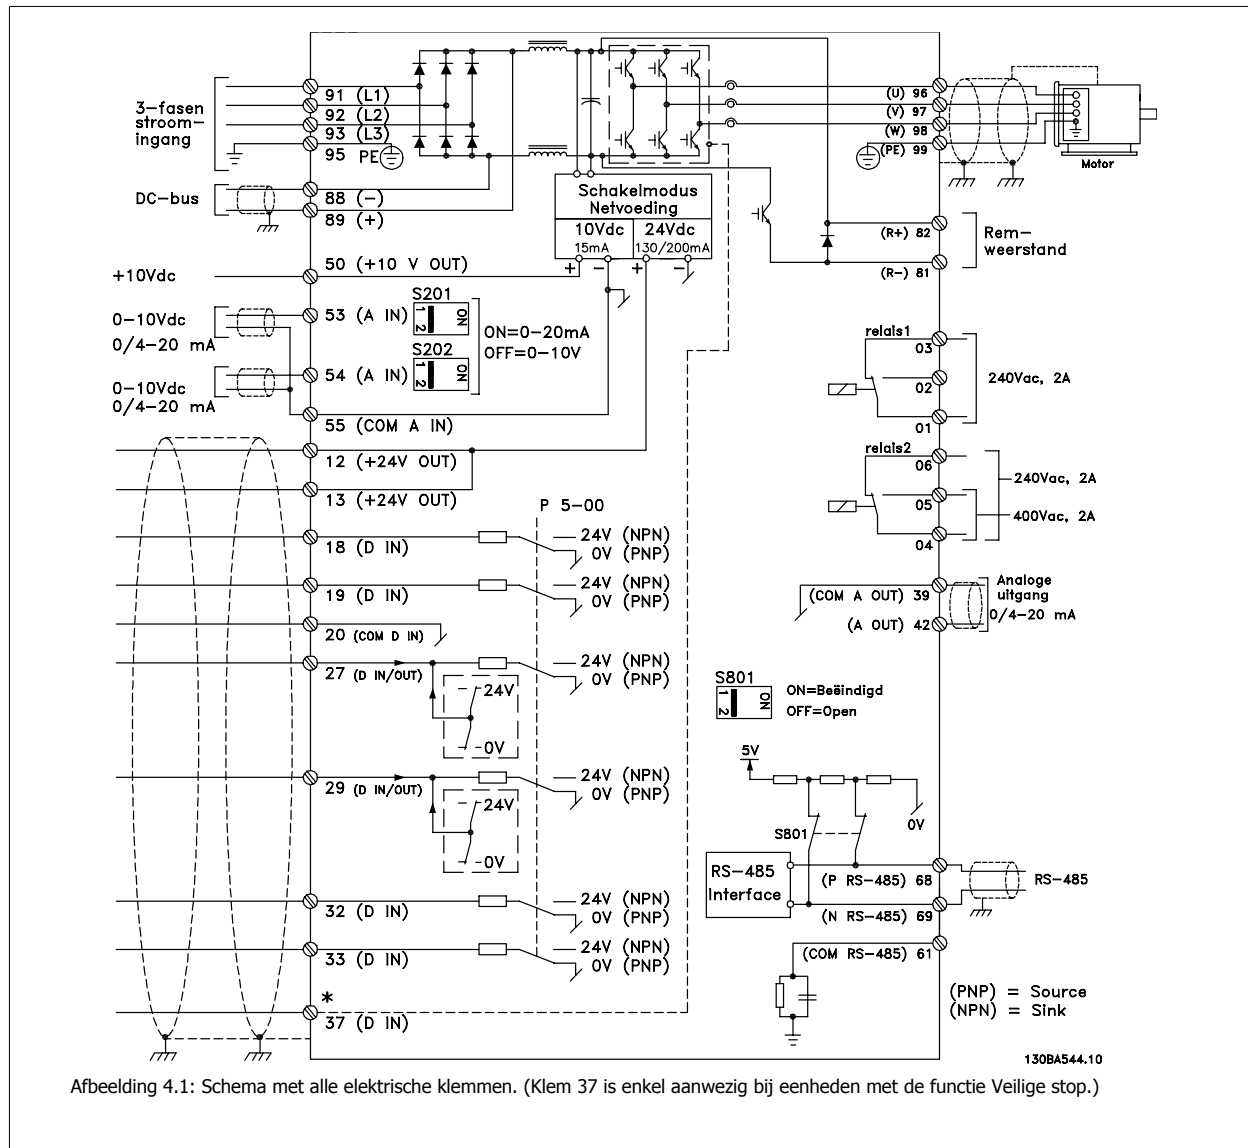 3-fasen
stroom-
ingang
91 (L1)
92 (L2)
93 (L3)
95 PE
DC-bus
88 (-)
89 (+)
+10Vdc
50 (+10 V OUT)
0-10Vdc
0/4-20 mA
53 (A IN)
S201
1 2
ON
S202
1 2
ON
ON=0-20mA
OFF=0-10V
0-10Vdc
0/4-20 mA
54 (A IN)
55 (COM A IN)
12 (+24V OUT)
13 (+24V OUT)
P 5-00
18 (D IN)
24V (NPN)
0V (PNP)
19 (D IN)
24V (NPN)
0V (PNP)
20 (COM D IN)
27 (D IN/OUT)
24V (NPN)
0V (PNP)
24V
0V
29 (D IN/OUT)
24V (NPN)
0V (PNP)
24V
0V
32 (D IN)
24V (NPN)
0V (PNP)
33 (D IN)
24V (NPN)
0V (PNP)
*
37 (D IN)
Schakelmodus
Netvoeding
10Vdc
15mA
24Vdc
130/200mA
+ - + -
(U) 96
(V) 97
(W) 98
(PE) 99
Motor
(R+) 82
(R-) 81
Rem-
weerstand
relais1
03
02
01
240Vac, 2A
relais2
06
05
04
240Vac, 2A
400Vac, 2A
(COM A OUT) 39
(A OUT) 42
Analoge
uitgang
0/4-20 mA
S801
1 2
ON
ON=Beëindigd
OFF=Open
5V
0V
S801
RS-485
Interface
(P RS-485) 68
(N RS-485) 69
RS-485
(COM RS-485) 61
(PNP) = Source
(NPN) = Sink
130BA544.10
Afbeelding 4.1: Schema met alle elektrische klemmen. (Klem 37 is enkel aanwezig bij eenheden met de functie Veilige stop.)